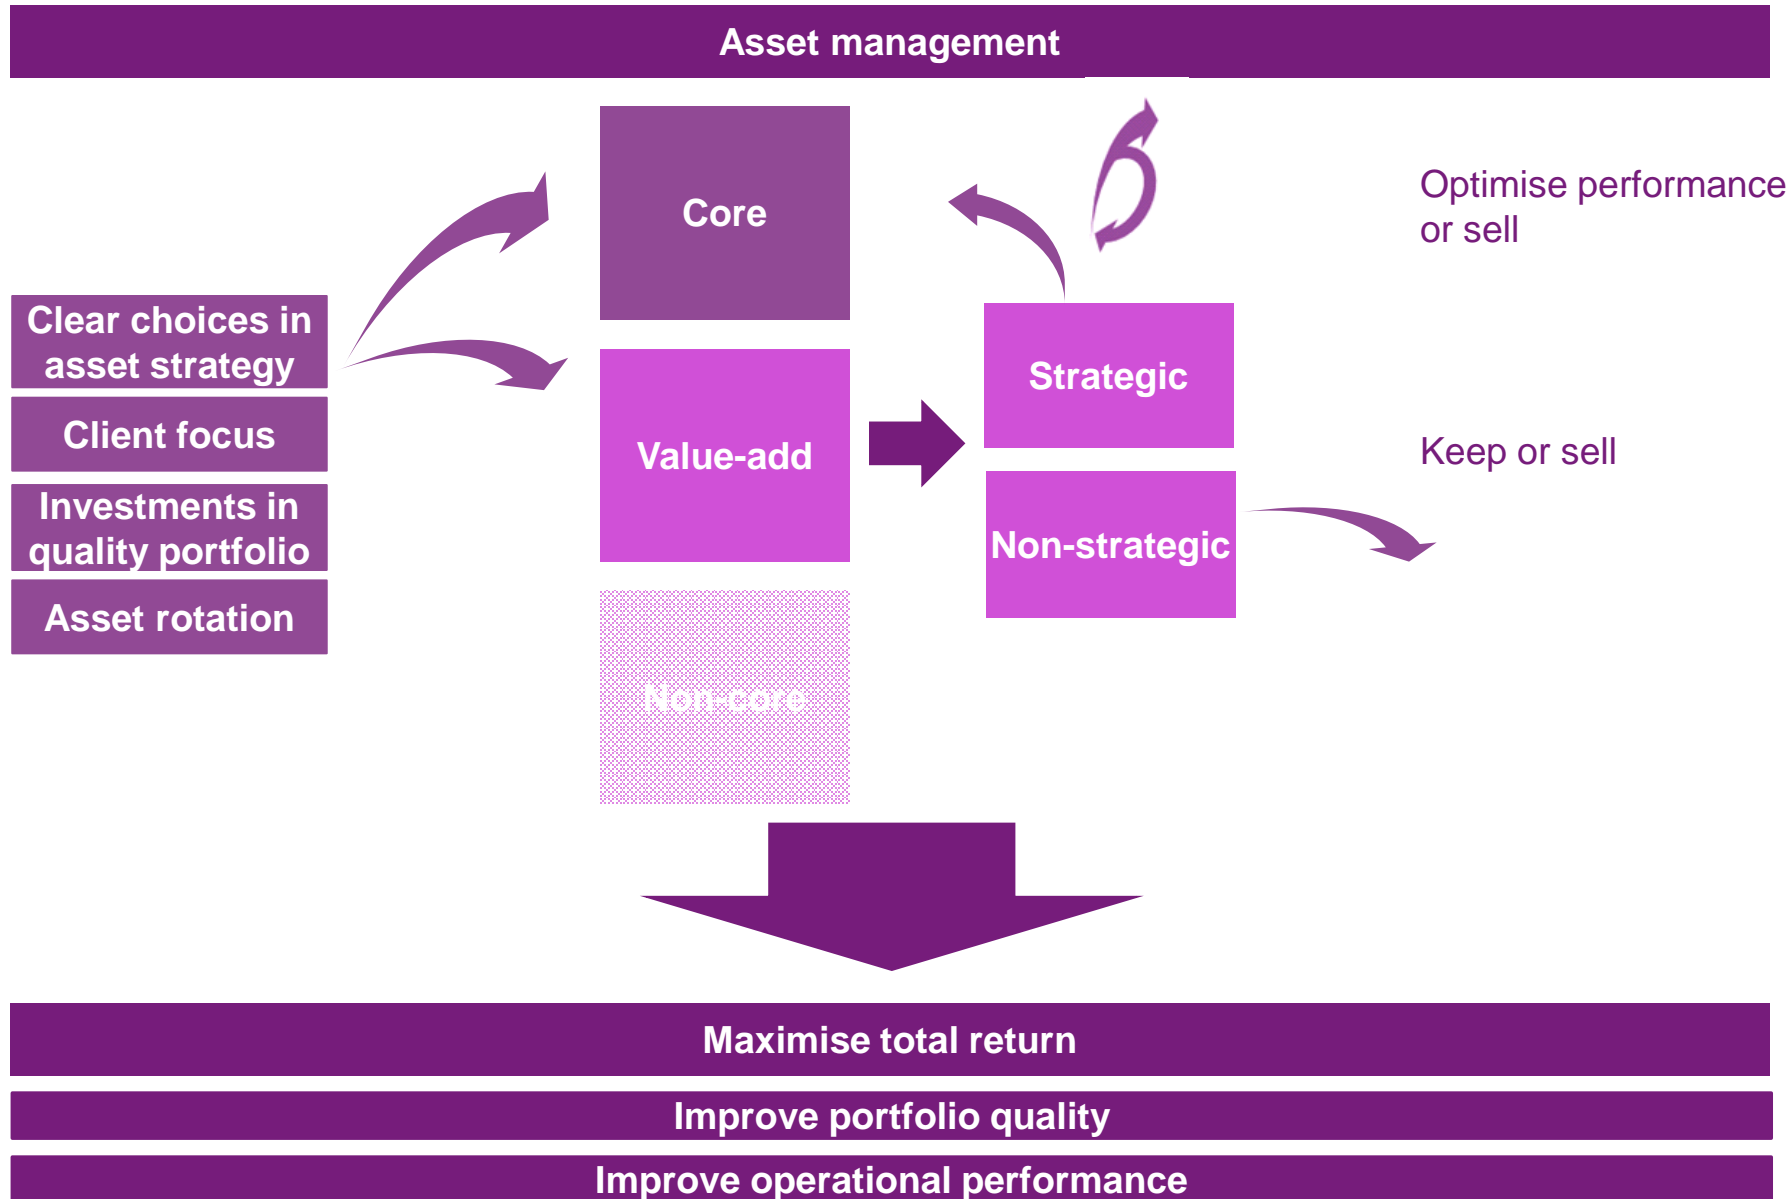 Asset management
Core
Optimise performance
or sell
Clear choices in
asset strategy
Client focus
Investments in
quality portfolio
Asset rotation
Value-add
Strategic
Non-strategic
Keep or sell
Non-core
Maximise total return
Improve portfolio quality
Improve operational performance